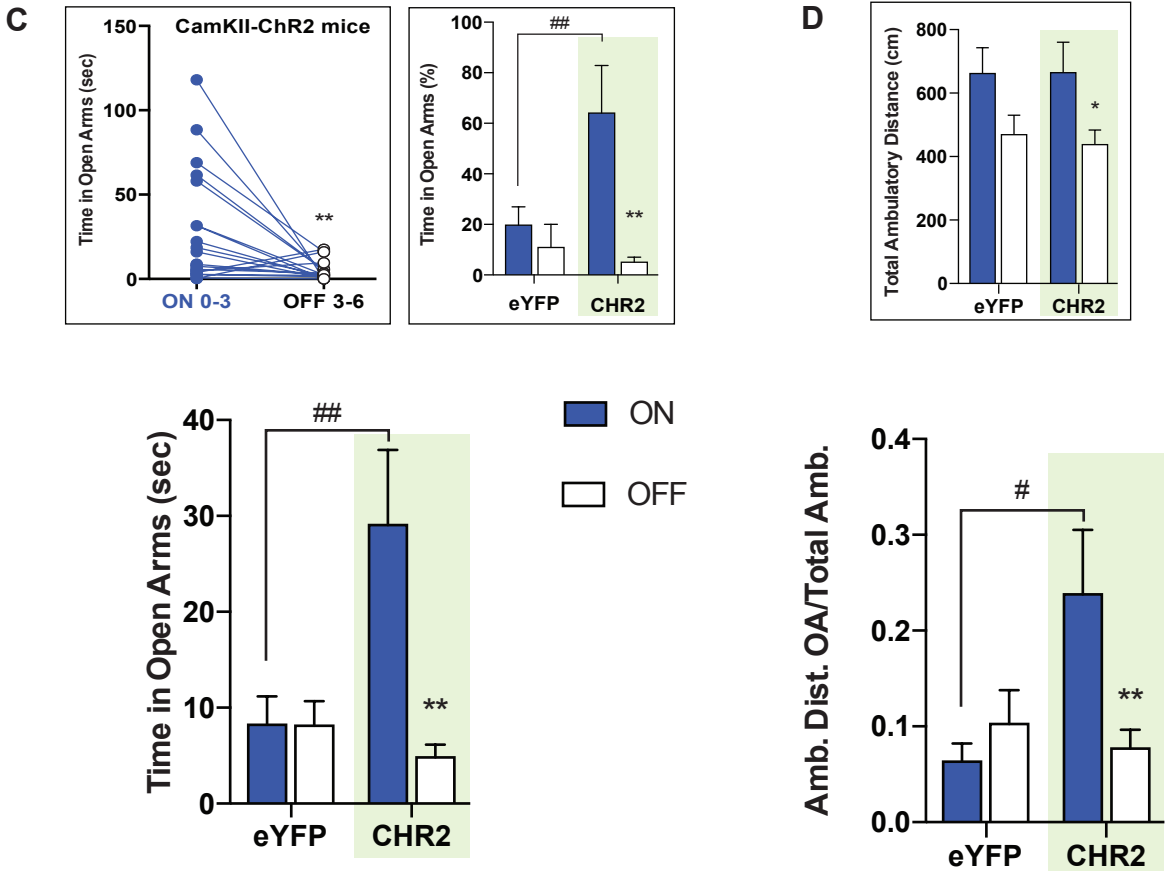 C
CamKII-ChR2 mice
Time in Open Arms (sec)
150
100
50
0
**
ON 0-3
OFF 3-6
Time in Open Arms (%)
100
80
60
40
20
0
##
**
eYFP
CHR2
D
Total Ambulatory Distance (cm)
800
600
400
200
0
*
eYFP
CHR2
Time in Open Arms (sec)
40
30
20
10
0
##
**
eYFP
CHR2
ON
OFF
Amb. Dist. OA/Total Amb.
0.4
0.3
0.2
0.1
0.0
#
**
eYFP
CHR2